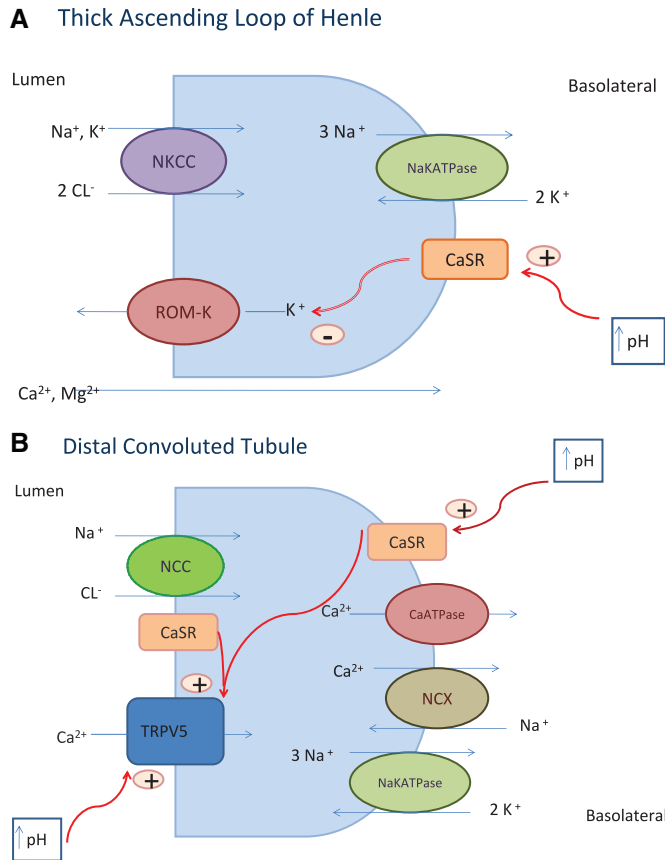 A Thick Ascending Loop of Henle
Lumen
Basolateral
Na⁺, K⁺
3 Na⁺
NKCC
NaKATPase
2 CL⁻
2 K⁺
CaSR
+
ROM-K
K⁺
-
↑ pH
Ca²⁺, Mg²⁺
B Distal Convoluted Tubule
↑ pH
Lumen
+
Na⁺
CaSR
NCC
CL⁻
Ca²⁺
CaATPase
CaSR
Ca²⁺
+
NCX
TRPV5
Ca²⁺
Na⁺
3 Na⁺
+
NaKATPase
2 K⁺
Basolateral
↑ pH